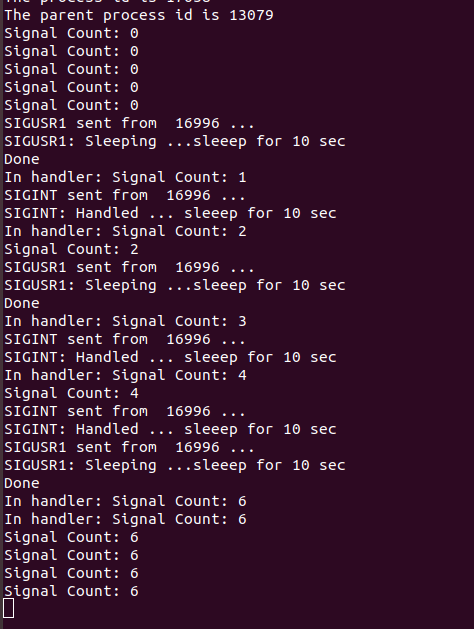 The parent process id is 13079
Signal Count: 0
Signal Count: 0
Signal Count: 0
Signal Count: 0
Signal Count: 0
SIGUSR1 sent from  16996 ...
SIGUSR1: Sleeping ...sleeep for 10 sec
Done
In handler: Signal Count: 1
SIGINT sent from  16996 ...
SIGINT: Handled ... sleeep for 10 sec
In handler: Signal Count: 2
Signal Count: 2
SIGUSR1 sent from  16996 ...
SIGUSR1: Sleeping ...sleeep for 10 sec
Done
In handler: Signal Count: 3
SIGINT sent from  16996 ...
SIGINT: Handled ... sleeep for 10 sec
In handler: Signal Count: 4
Signal Count: 4
SIGINT sent from  16996 ...
SIGINT: Handled ... sleeep for 10 sec
SIGUSR1 sent from  16996 ...
SIGUSR1: Sleeping ...sleeep for 10 sec
Done
In handler: Signal Count: 6
In handler: Signal Count: 6
Signal Count: 6
Signal Count: 6
Signal Count: 6
Signal Count: 6